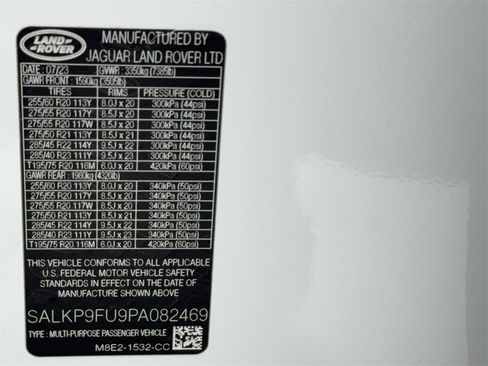 LAND
ROVER
MANUFACTURED BY
JAGUAR LAND ROVER LTD
DATE : 07/23 GVWR : 3350kg (7385lb)
GAWR FRONT : 1590kg (3505lb)
TIRES RIMS PRESSURE (COLD)
255/60 R20 113Y 8.0J x 20 300kPa (44psi)
275/55 R20 117Y 8.0J x 20 300kPa (44psi)
275/55 R20 117W 8.0J x 20 300kPa (44psi)
275/50 R21 113Y 8.5J x 21 300kPa (44psi)
285/45 R22 114Y 9.5J x 22 300kPa (44psi)
285/40 R23 111Y 9.5J x 23 300kPa (44psi)
T195/75 R20 116M 6.0J x 20 420kPa (60psi)
GAWR REAR : 1960kg (4320lb)
255/60 R20 113Y 8.0J x 20 340kPa (50psi)
275/55 R20 117Y 8.0J x 20 340kPa (50psi)
275/55 R20 117W 8.0J x 20 340kPa (50psi)
275/50 R21 113Y 8.5J x 21 340kPa (50psi)
285/45 R22 114Y 9.5J x 22 340kPa (50psi)
285/40 R23 111Y 9.5J x 23 340kPa (50psi)
T195/75 R20 116M 6.0J x 20 420kPa (60psi)
THIS VEHICLE CONFORMS TO ALL APPLICABLE
U.S. FEDERAL MOTOR VEHICLE SAFETY
STANDARDS IN EFFECT ON THE DATE OF
MANUFACTURE SHOWN ABOVE.
SALKP9FU9PA082469
TYPE : MULTI-PURPOSE PASSENGER VEHICLE
M8E2-1532-CC